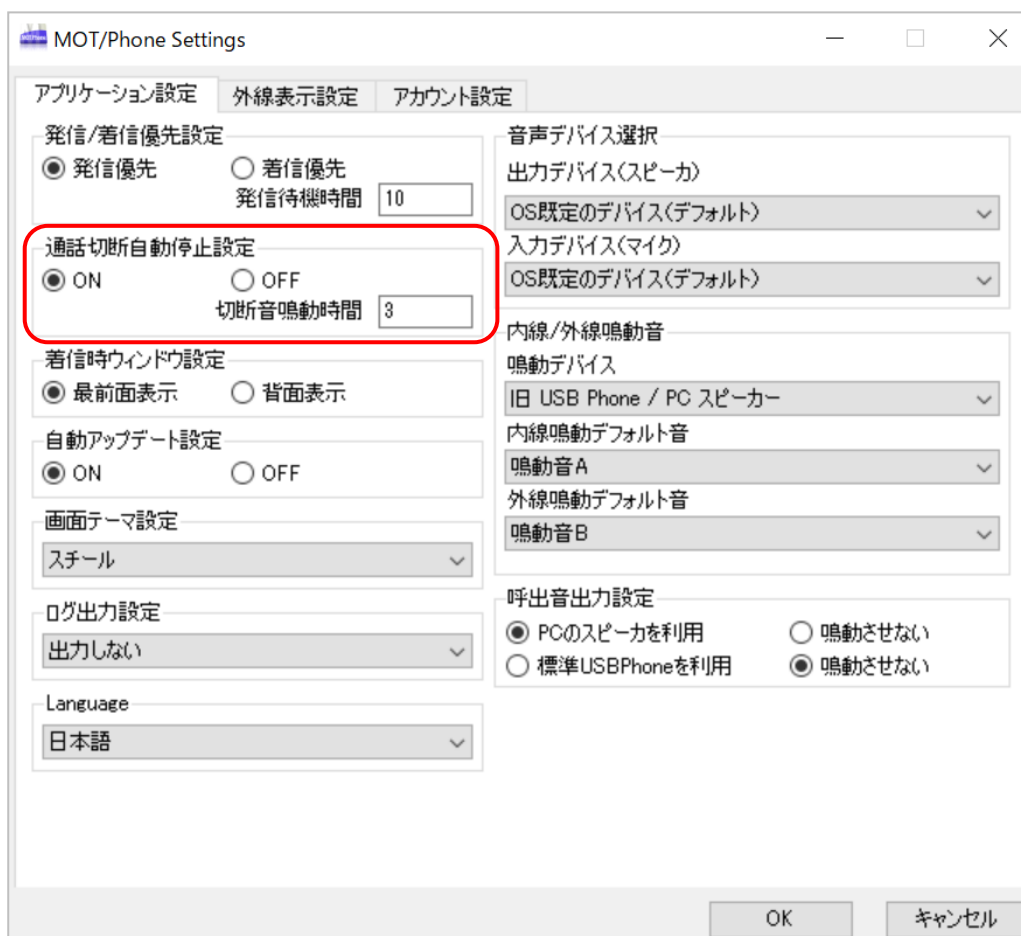 MOT/Phone Settings
アプリケーション設定 外線表示設定 アカウント設定
発信/着信優先設定
発信優先 着信優先
発信待機時間 10
通話切断自動停止設定
ON OFF
切断音鳴動時間 3
着信時ウィンドウ設定
最前面表示 背面表示
自動アップデート設定
ON OFF
画面テーマ設定
スチール
ログ出力設定
出力しない
Language
日本語
音声デバイス選択
出力デバイス(スピーカ)
OS既定のデバイス(デフォルト)
入力デバイス(マイク)
OS既定のデバイス(デフォルト)
内線/外線鳴動音
鳴動デバイス
旧 USB Phone / PC スピーカー
内線鳴動デフォルト音
鳴動音A
外線鳴動デフォルト音
鳴動音B
呼出音出力設定
PCのスピーカを利用 鳴動させない
標準USBPhoneを利用 鳴動させない
OK キャンセル